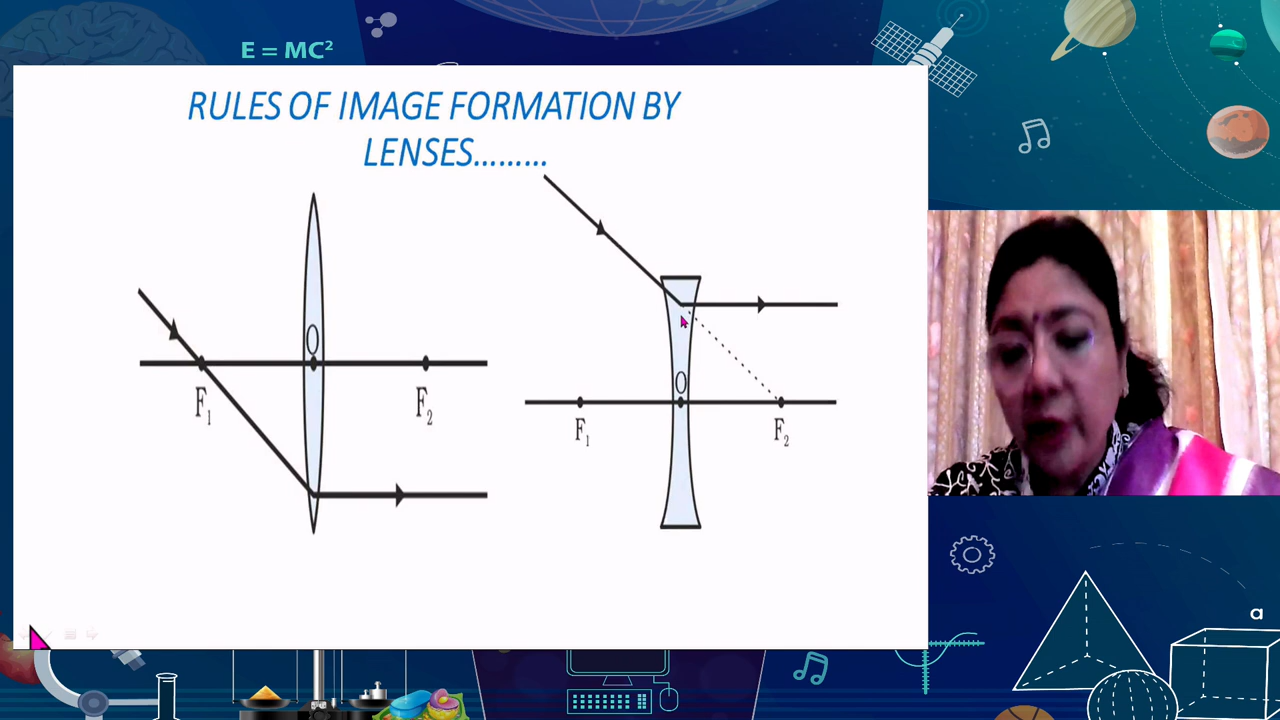 E = MC²
RULES OF IMAGE FORMATION BY
LENSES.........
O
F₁
F₂
O
F₁
F₂
a